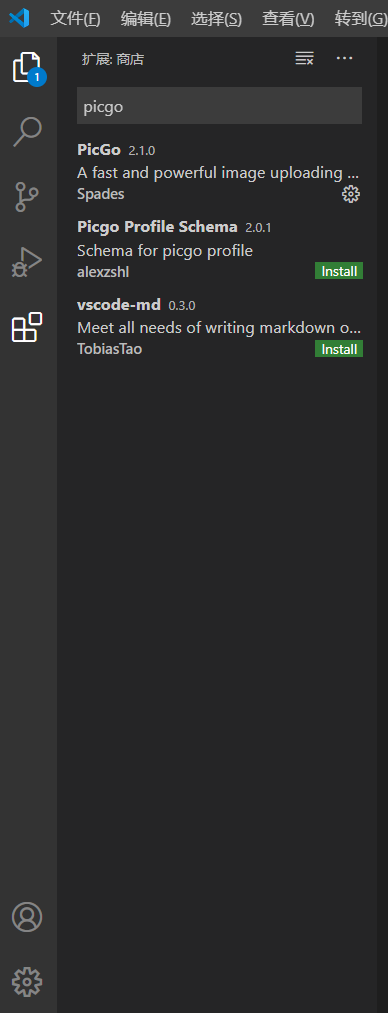 文件(F) 编辑(E) 选择(S) 查看(V) 转到(G)
扩展: 商店
1
picgo
PicGo 2.1.0
A fast and powerful image uploading ...
Spades
Picgo Profile Schema 2.0.1
Schema for picgo profile
alexzshl Install
vscode-md 0.3.0
Meet all needs of writing markdown o...
TobiasTao Install